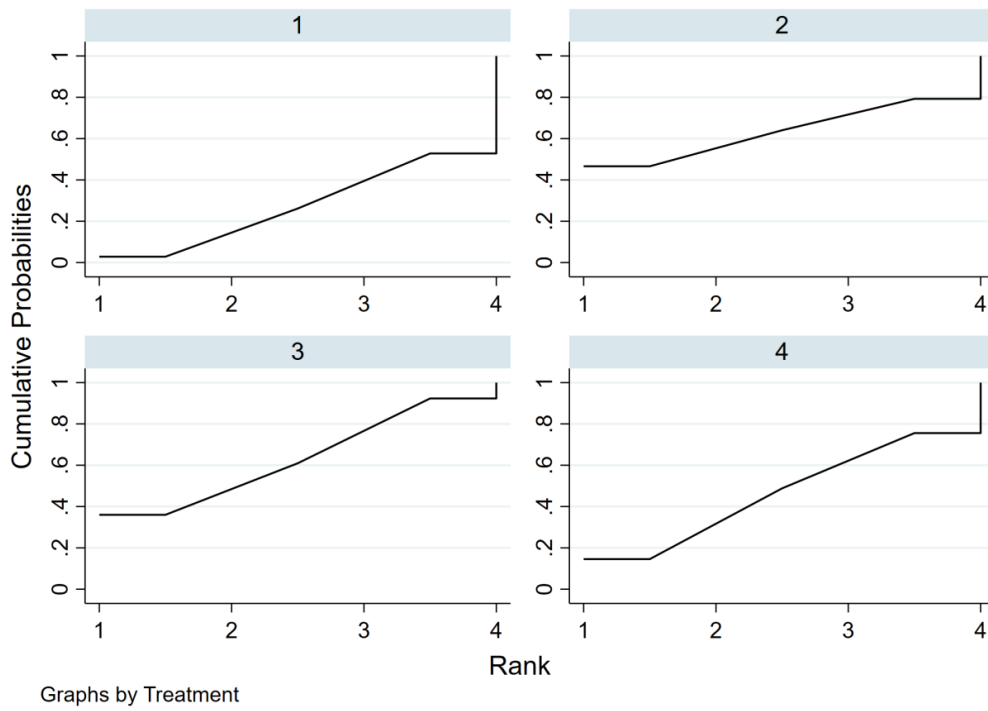 Cumulative Probabilities
1
0 .2 .4 .6 .8 1
1 2 3 4
2
0 .2 .4 .6 .8 1
1 2 3 4
3
0 .2 .4 .6 .8 1
1 2 3 4
4
0 .2 .4 .6 .8 1
1 2 3 4
Rank
Graphs by Treatment